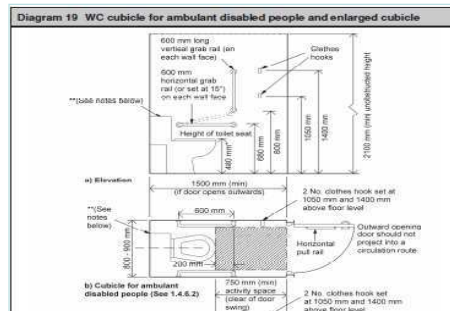 Diagram 19 WC cubicle for ambulant disabled people and enlarged cubicle
600 mm long
vertical grab rail (on
each wall face)
Clothes
hooks
600 mm
horizontal grab
rail (or set at 15°)
on each wall face
**(See notes below)
Height of toilet seat
480 mm*
680 mm
800 mm
1050 mm
1400 mm
2100 mm (min) unobstructed height
a) Elevation
1500 mm (min)
(if door opens outwards)
2 No. clothes hook set at
1050 mm and 1400 mm
above floor level
600 mm
**(See
notes
below)
800 - 900 mm
200 mm
Horizontal
pull rail
Outward opening
door should not
project into a
circulation route.
b) Cubicle for ambulant
disabled people (See 1.4.6.2)
750 mm (min)
activity space
(clear of door
swing)
2 No. clothes hook set
at 1050 mm and 1400 mm
above floor level